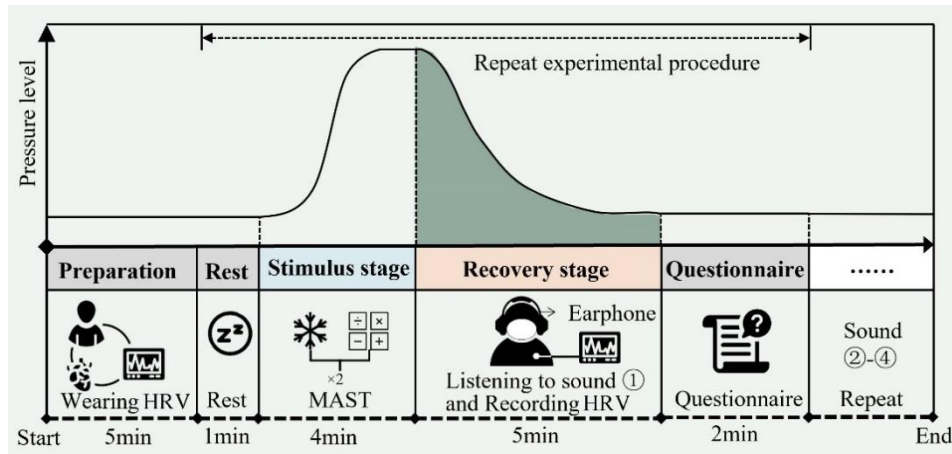 Pressure level
Repeat experimental procedure
Preparation
Rest
Stimulus stage
Recovery stage
Questionnaire
......
÷ ×
− +
×2
zz
?
Earphone
Sound
②-④
Wearing HRV
Rest
MAST
Listening to sound ①
and Recording HRV
Questionnaire
Repeat
Start
5min
1min
4min
5min
2min
End